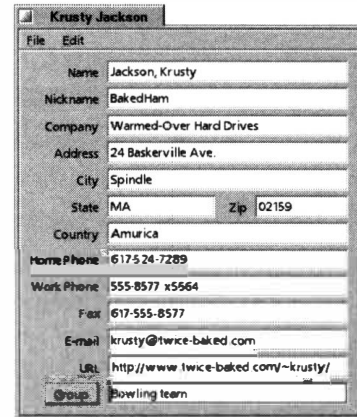 Krusty Jackson
File Edit
Name Jackson, Krusty
Nickname BakedHam
Company Warmed-Over Hard Drives
Address 24 Baskerville Ave.
City Spindle
State MA Zip 02159
Country Amurica
Home Phone 617-524-7289
Work Phone 555-8577 x5564
Fax 617-555-8577
E-mail krusty@twice-baked.com
URL http://www.twice-baked.com/~krusty/
Group Bowling team